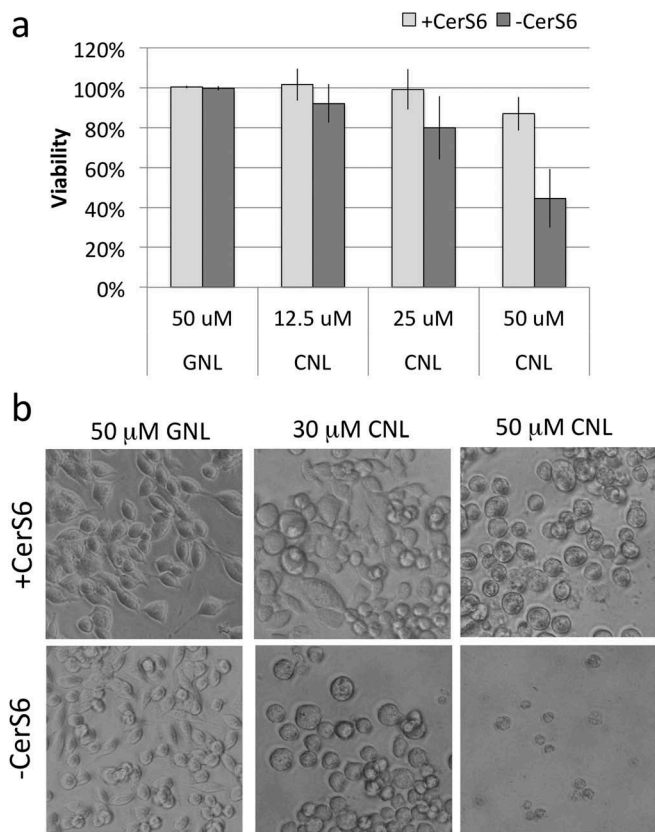 a
+CerS6 -CerS6
120%
100%
80%
60%
40%
20%
0%
Viability
50 uM 12.5 uM 25 uM 50 uM
GNL CNL CNL CNL
b
50 μM GNL 30 μM CNL 50 μM CNL
+CerS6
-CerS6